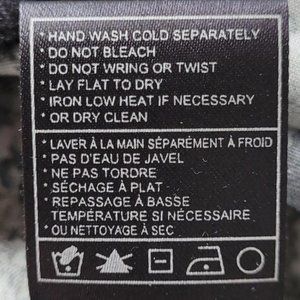 * HAND WASH COLD SEPARATELY
* DO NOT BLEACH
* DO NOT WRING OR TWIST
* LAY FLAT TO DRY
* IRON LOW HEAT IF NECESSARY
* OR DRY CLEAN
* LAVER À LA MAIN SÉPARÉMENT À FROID
* PAS D'EAU DE JAVEL
* NE PAS TORDRE
* SÉCHAGE À PLAT
* REPASSAGE À BASSE
TEMPÉRATURE SI NÉCESSAIRE
* OU NETTOYAGE À SEC